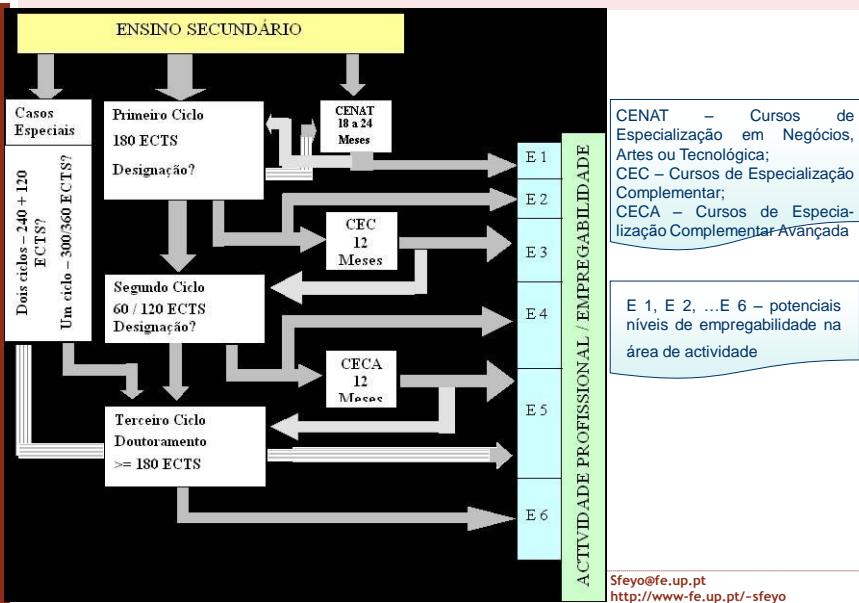 ENSINO SECUNDÁRIO
Casos
Especiais
Dois ciclos – 240 + 120
ECTS?
Um ciclo – 300/360 ECTS?
Primeiro Ciclo
180 ECTS
Designação?
CENAT
18 a 24
Meses
CEC
12
Meses
Segundo Ciclo
60 / 120 ECTS
Designação?
CECA
12
Meses
Terceiro Ciclo
Doutoramento
>= 180 ECTS
E 1
E 2
E 3
E 4
E 5
E 6
ACTIVIDADE PROFISSIONAL / EMPREGABILIDADE
CENAT – Cursos de
Especialização em Negócios,
Artes ou Tecnológica;
CEC – Cursos de Especialização
Complementar;
CECA – Cursos de Especia-
lização Complementar Avançada
E 1, E 2, …E 6 – potenciais
níveis de empregabilidade na
área de actividade
Sfeyo@fe.up.pt
http://www-fe.up.pt/~sfeyo